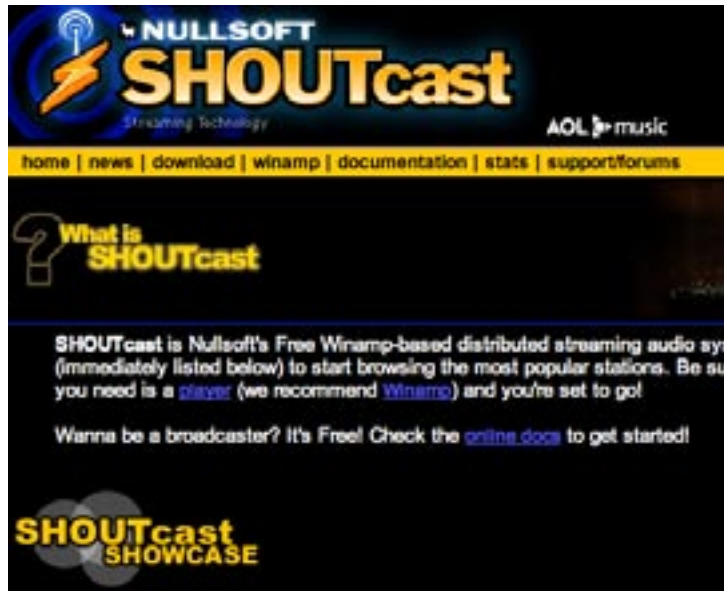 NULLSOFT
SHOUTcast
Streaming Technology
AOL music
home | news | download | winamp | documentation | stats | support/forums
What is
SHOUTcast
SHOUTcast is Nullsoft's Free Winamp-based distributed streaming audio sys
(immediately listed below) to start browsing the most popular stations. Be su
you need is a player (we recommend Winamp) and you're set to go!
Wanna be a broadcaster? It's Free! Check the online docs to get started!
SHOUTcast
SHOWCASE